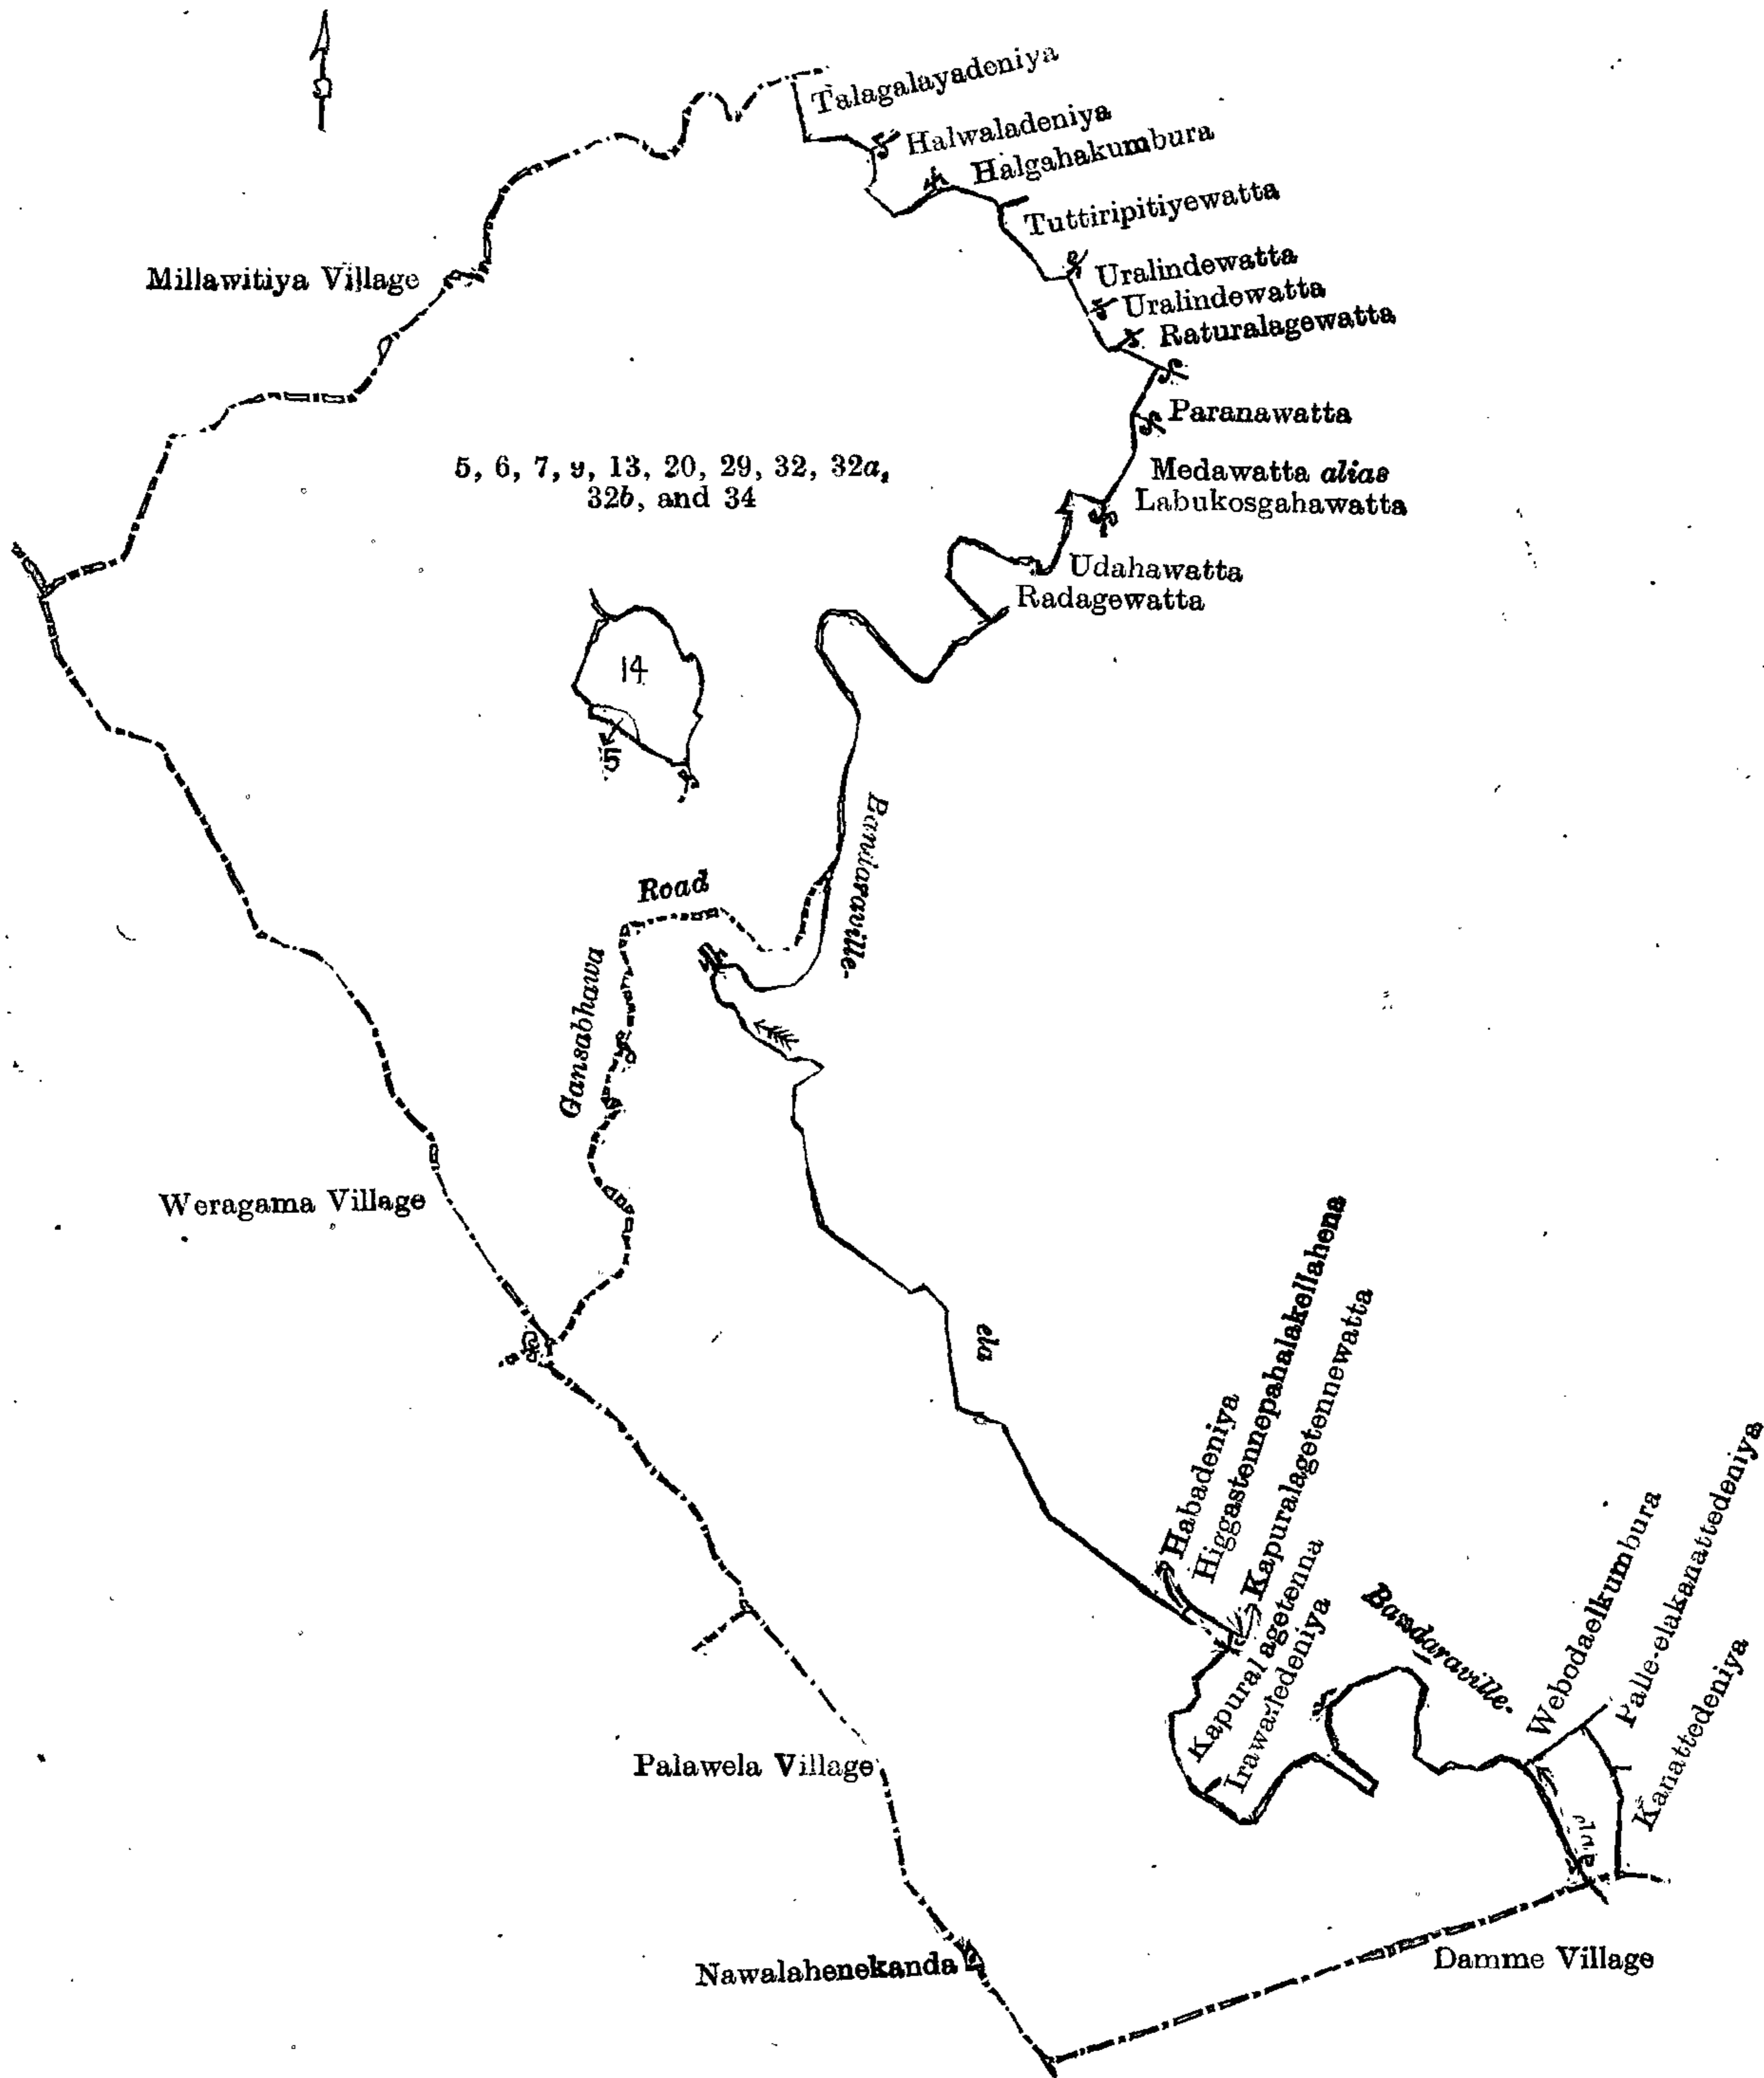 Talagalayadeniya
Halwaladeniya
Halgahakumbura
Tuttiripitiyewatta
Uralindewatta
Uralindewatta
Raturalagewatta
Millawitiya Village
Paranawatta
5, 6, 7, 9, 13, 20, 29, 32, 32a,
32b, and 34
Medawatta alias
Labukosgahawatta
Udahawatta
Radagewatta
14
5
Bandaraville-
Road
Gansabhawa
Weragama Village
ela
Habadeniya
Higgastennepahalakellahena
Kapuralagetennewatta
Kapuralagetenna
Bandaraville-
Webodaelkumbura
Palle-elakanattedeniya
Kanattedeniya
Palawela Village
Nawalahenekanda
Damme Village